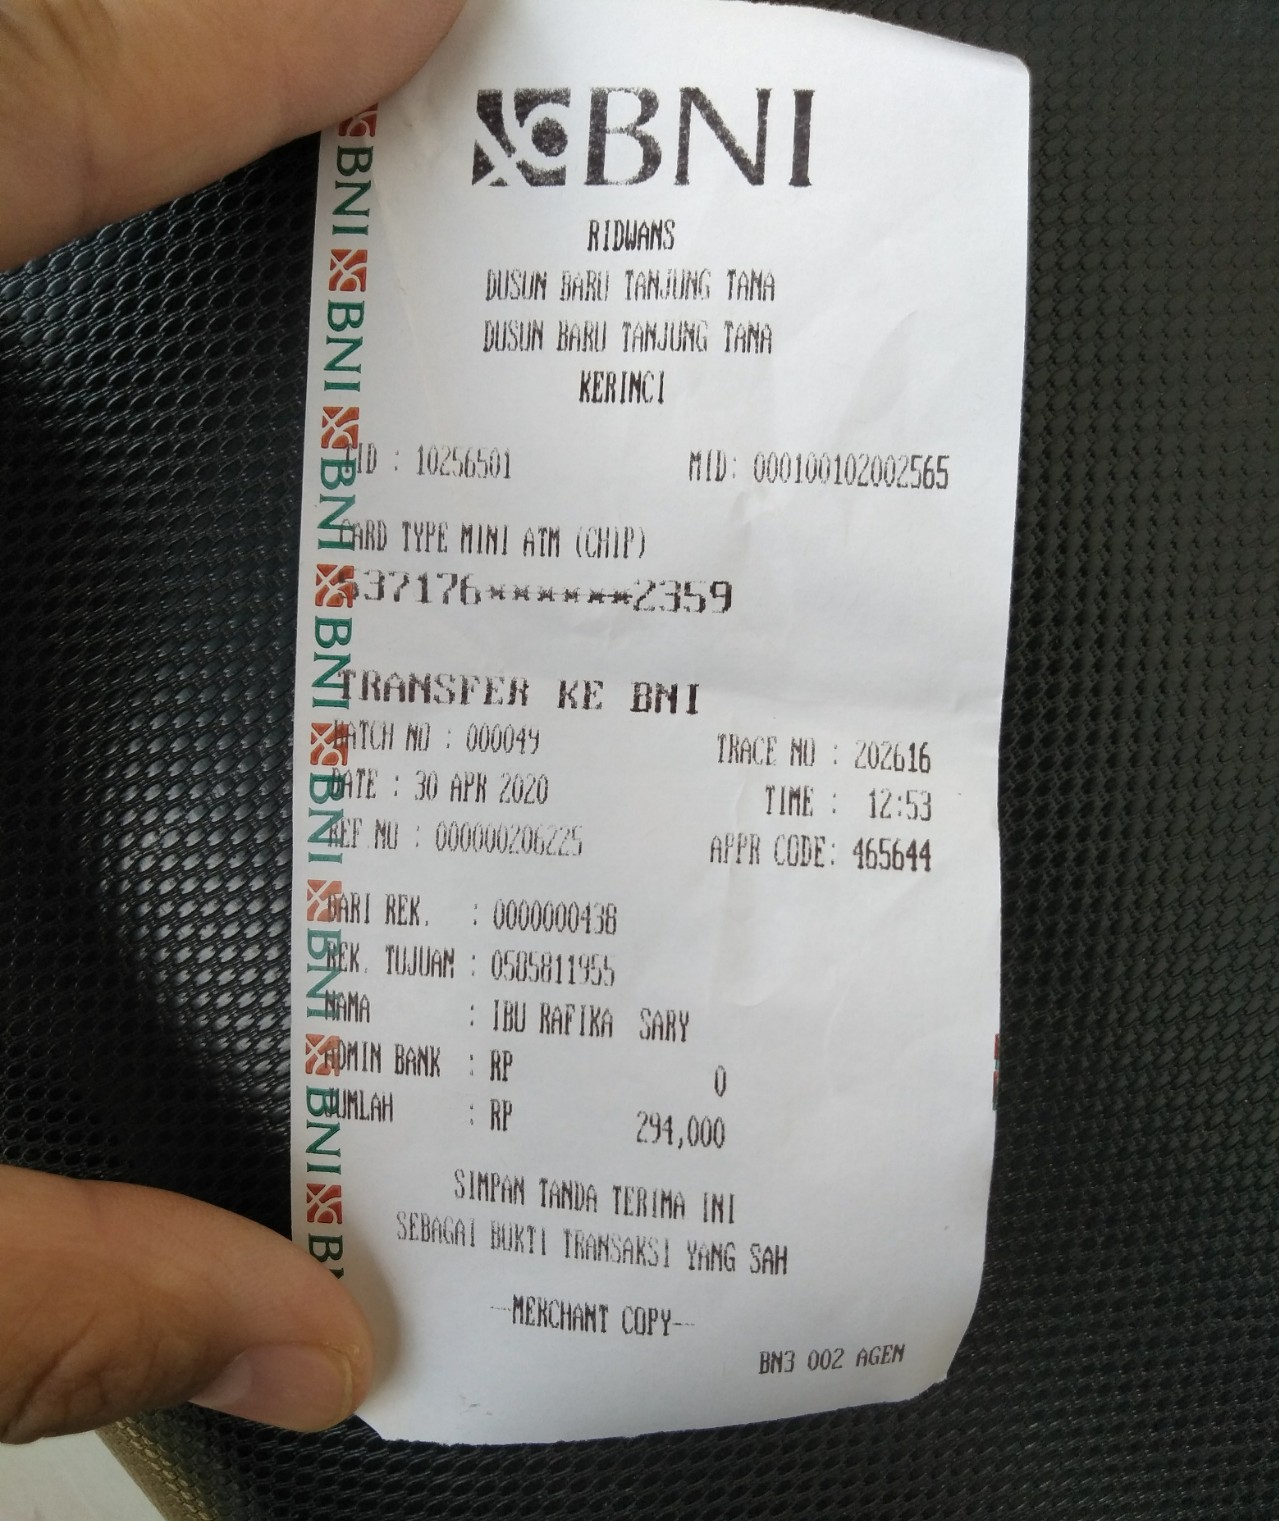 BNI
RIDWANS
DUSUN BARU TANJUNG TANA
DUSUN BARU TANJUNG TANA
KERINCI
TID : 10256501 MID: 000100102002565
CARD TYPE MINI ATM (CHIP)
537176******2359
TRANSFER KE BNI
BATCH NO : 000049 TRACE NO : 202616
DATE : 30 APR 2020 TIME : 12:53
REF NO : 000000206225 APPR CODE: 465644
DARI REK. : 0000000438
REK. TUJUAN : 0585811955
NAMA : IBU RAFIKA SARY
ADMIN BANK : RP 0
JUMLAH : RP 294,000
SIMPAN TANDA TERIMA INI
SEBAGAI BUKTI TRANSAKSI YANG SAH
--MERCHANT COPY--
BN3 002 AGEN
BNI
BNI
BNI
BNI
BNI
BNI
BNI